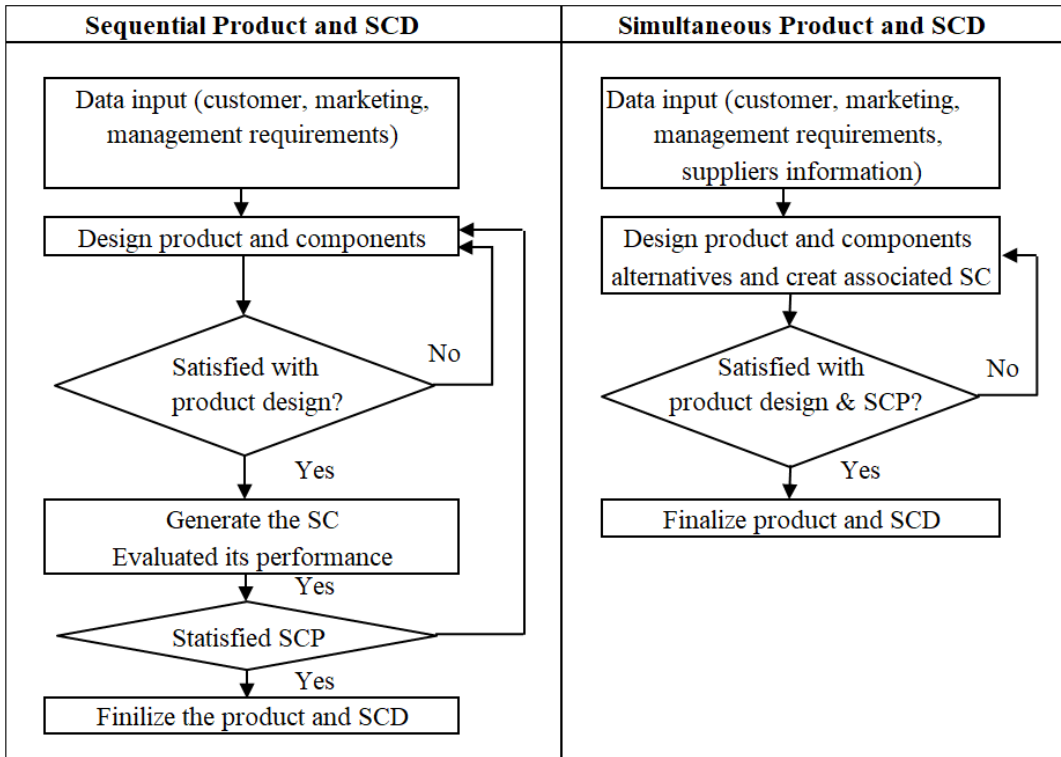 Sequential Product and SCD
Data input (customer, marketing,
management requirements)
Design product and components
Satisfied with
product design?
No
Yes
Generate the SC
Evaluated its performance
Yes
Statisfied SCP
Yes
Finilize the product and SCD
Simultaneous Product and SCD
Data input (customer, marketing,
management requirements,
suppliers information)
Design product and components
alternatives and creat associated SC
Satisfied with
product design & SCP?
No
Yes
Finalize product and SCD